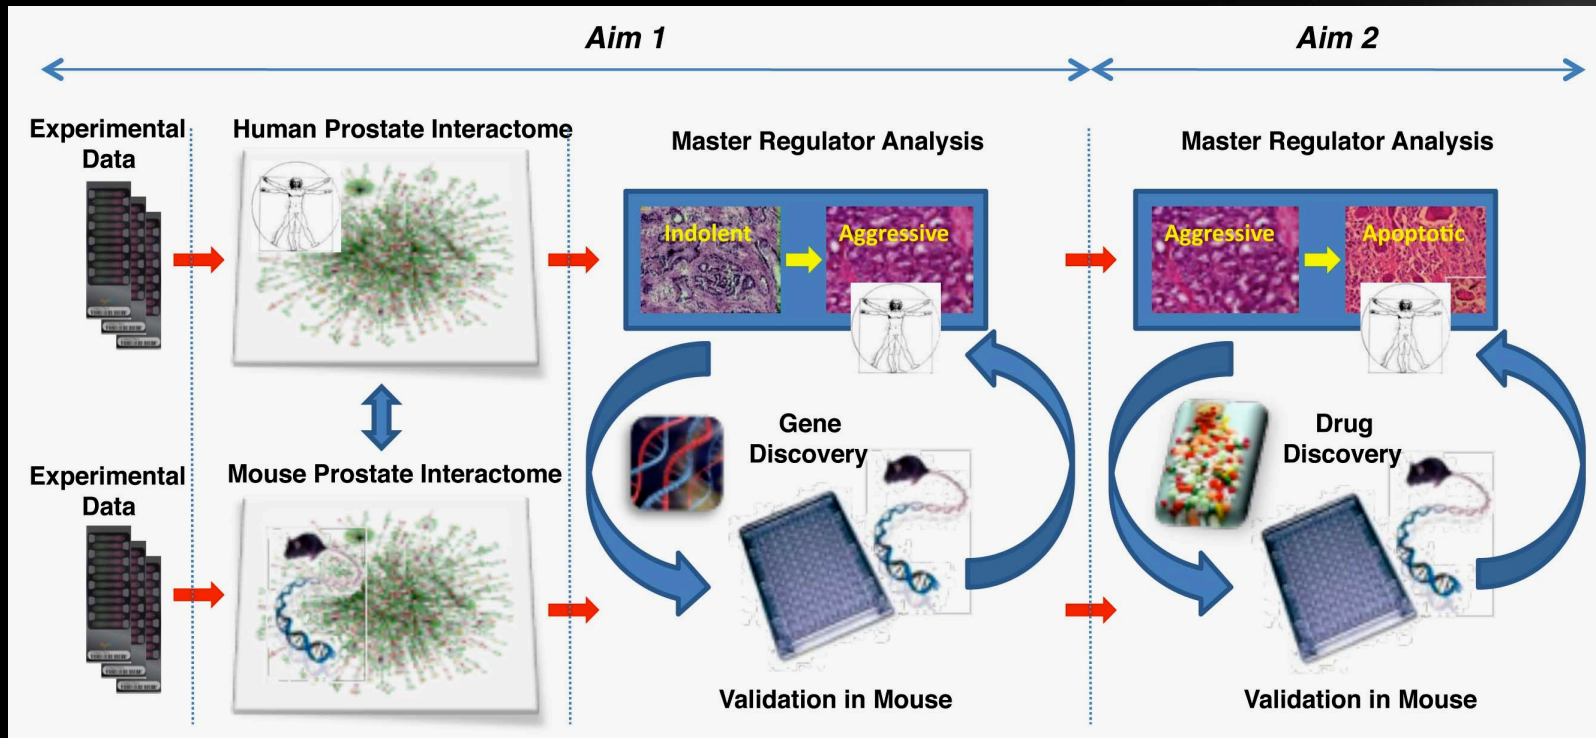 Aim 1
Aim 2
Experimental
Data
Human Prostate Interactome
Master Regulator Analysis
Master Regulator Analysis
Indolent
Aggressive
Aggressive
Apoptotic
Gene
Discovery
Drug
Discovery
Experimental
Data
Mouse Prostate Interactome
Validation in Mouse
Validation in Mouse